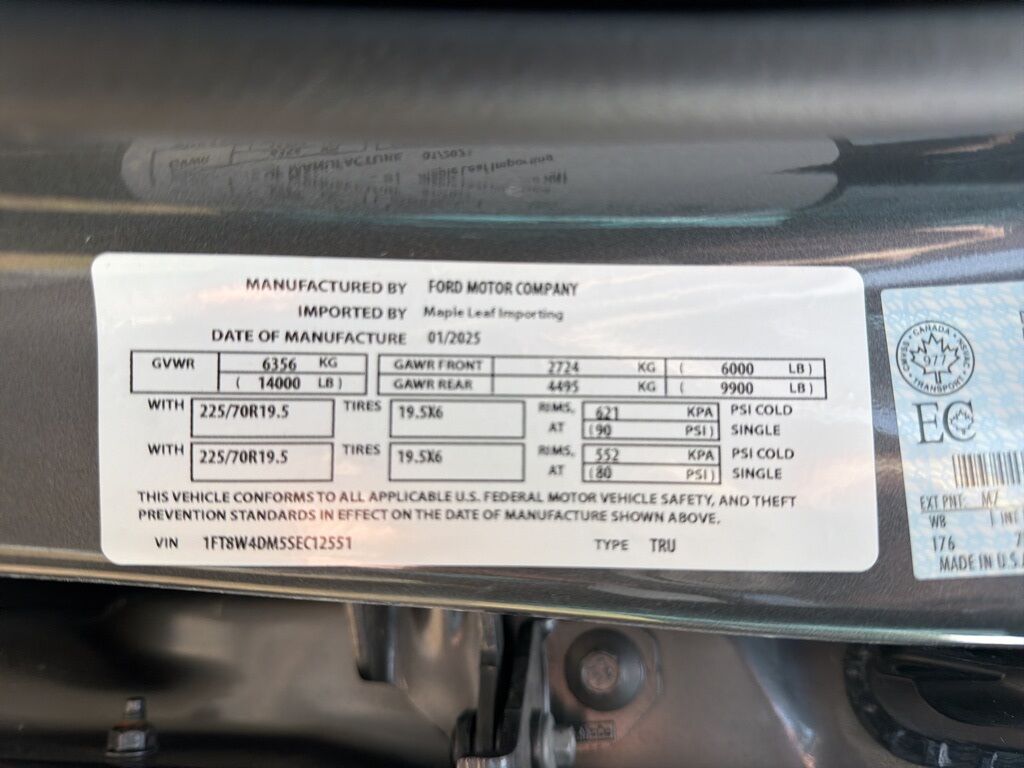 MANUFACTURED BY FORD MOTOR COMPANY
IMPORTED BY Maple Leaf Importing
DATE OF MANUFACTURE 01/2025
GVWR 6356 KG GAWR FRONT 2724 KG ( 6000 LB )
( 14000 LB ) GAWR REAR 4495 KG ( 9900 LB )
WITH 225/70R19.5 TIRES 19.5X6 RIMS, 621 KPA PSI COLD
AT (90 PSI) SINGLE
WITH 225/70R19.5 TIRES 19.5X6 RIMS, 552 KPA PSI COLD
AT (80 PSI) SINGLE
THIS VEHICLE CONFORMS TO ALL APPLICABLE U.S. FEDERAL MOTOR VEHICLE SAFETY, AND THEFT
PREVENTION STANDARDS IN EFFECT ON THE DATE OF MANUFACTURE SHOWN ABOVE.
VIN 1FT8W4DM5SEC12551 TYPE TRU
CANADA
977
TRANSPORT
EC
EXT PNT: MZ
WB INT
176
MADE IN U.S.